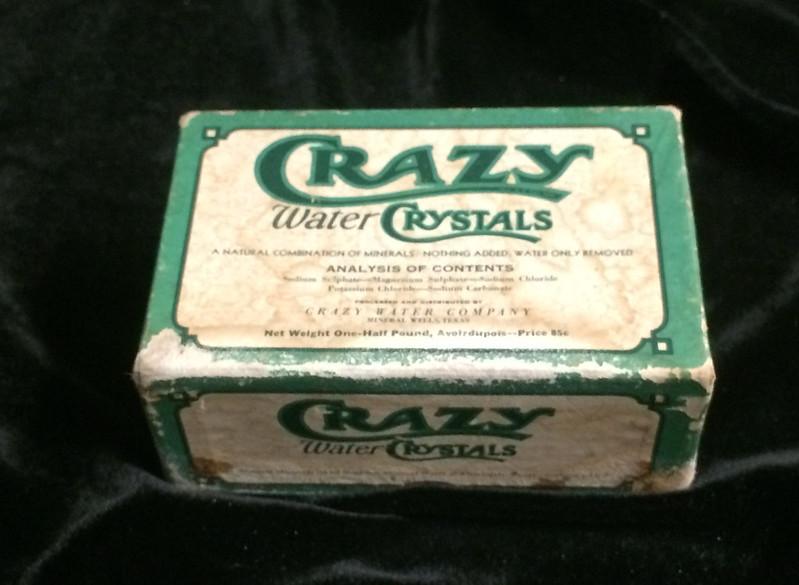 CRAZY
Water CRYSTALS
A NATURAL COMBINATION OF MINERALS · NOTHING ADDED, WATER ONLY REMOVED
ANALYSIS OF CONTENTS
Sodium Sulphate—Magnesium Sulphate—Sodium Chloride
Potassium Chloride—Sodium Carbonate
PROCESSED AND DISTRIBUTED BY
CRAZY WATER COMPANY
MINERAL WELLS, TEXAS
Net Weight One-Half Pound, Avoirdupois--Price 85c
CRAZY
Water CRYSTALS